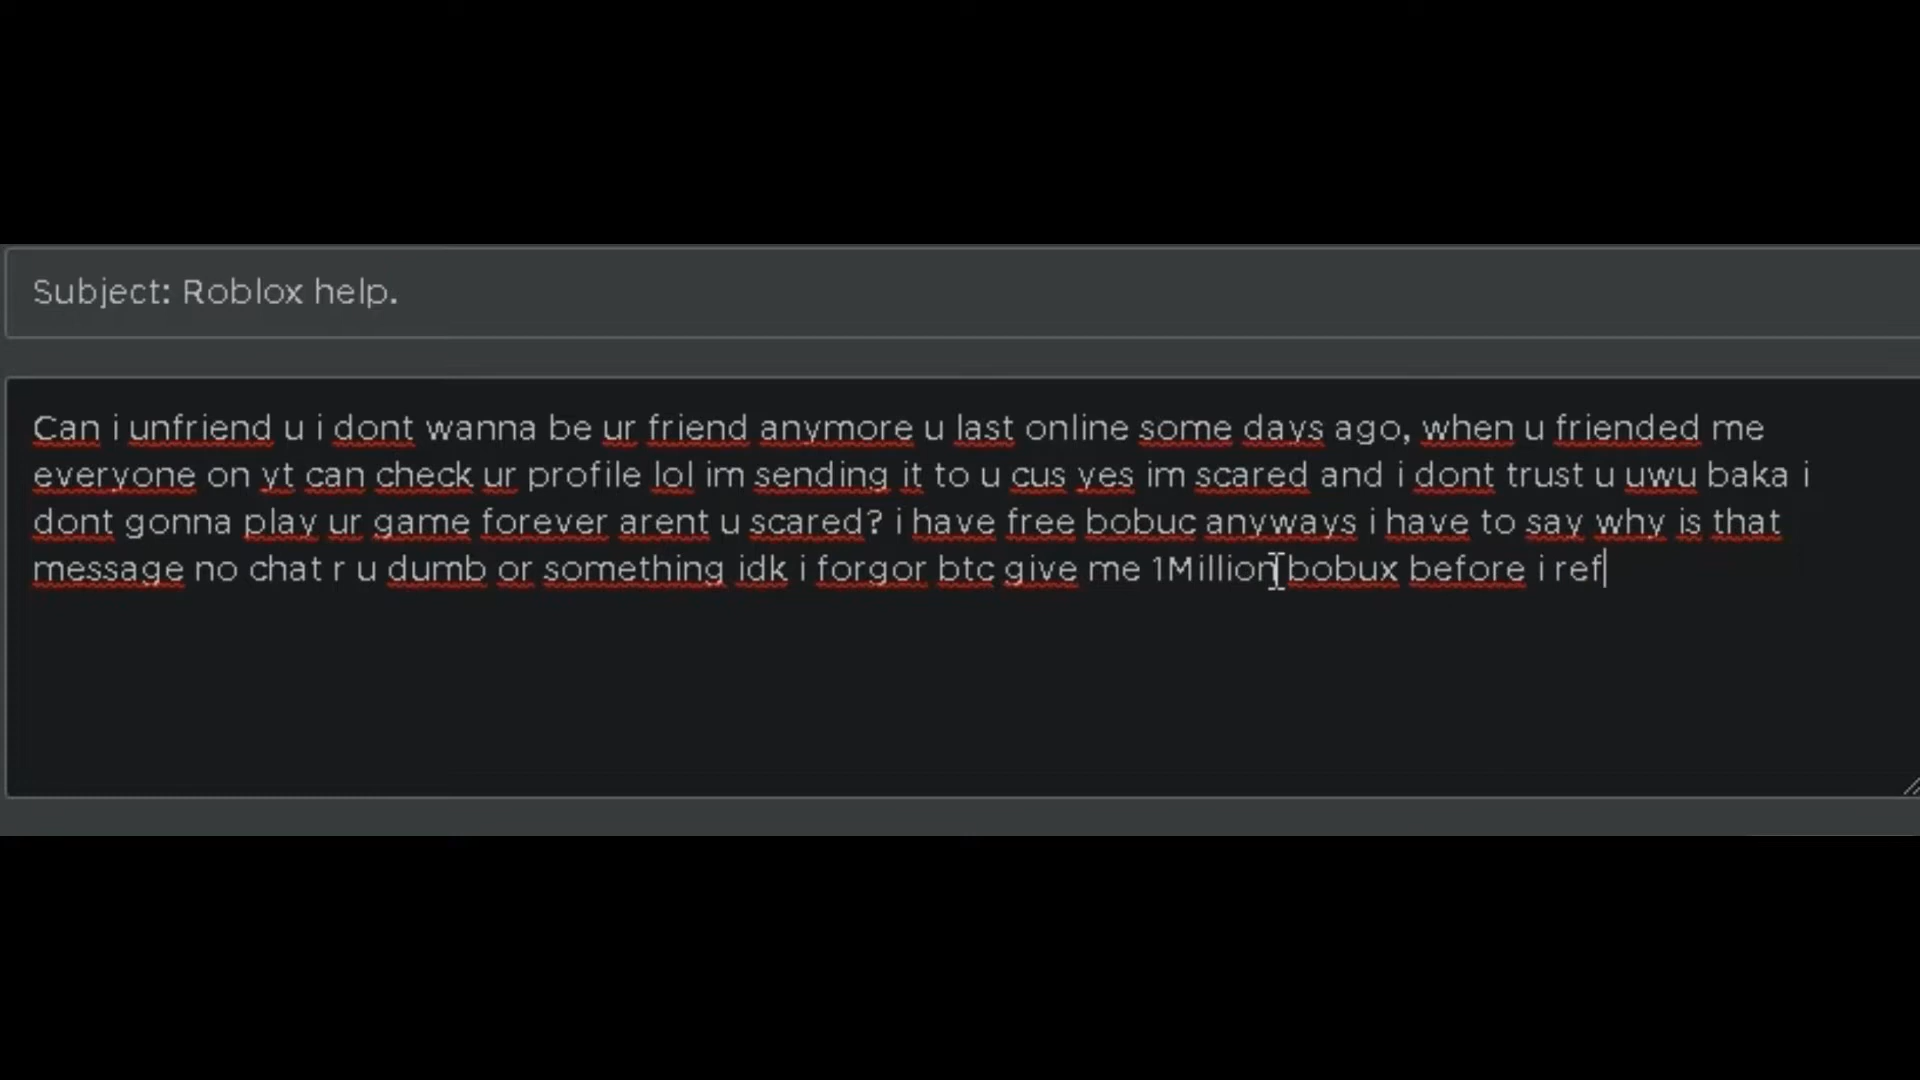 Subject: Roblox help.
Can i unfriend u i dont wanna be ur friend anymore u last online some days ago, when u friended me
everyone on yt can check ur profile lol im sending it to u cus yes im scared and i dont trust u uwu baka i
dont gonna play ur game forever arent u scared? i have free bobuc anyways i have to say why is that
message no chat r u dumb or something idk i forgor btc give me 1Million bobux before i ref